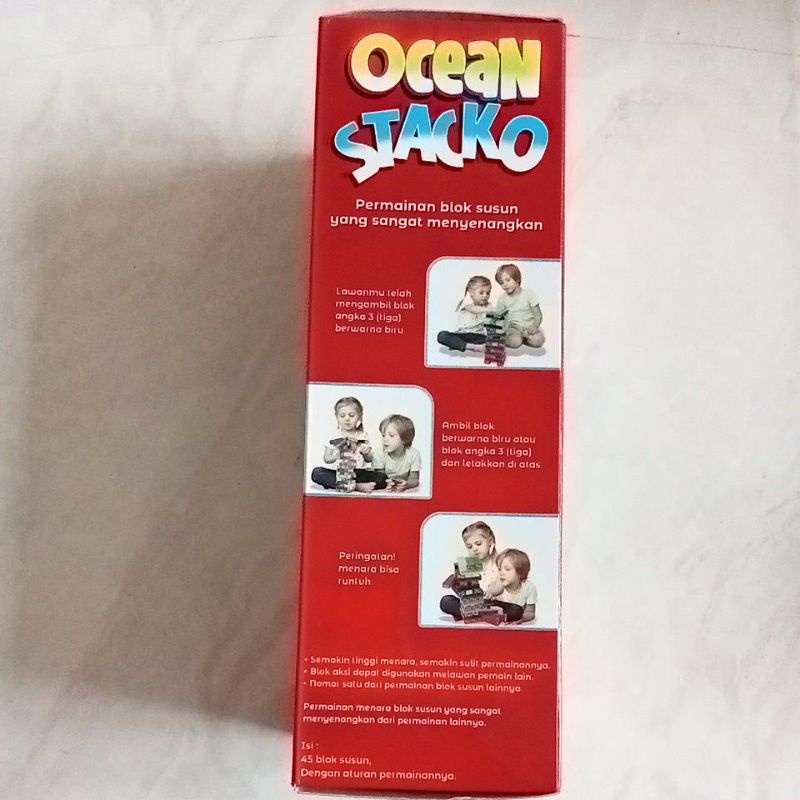 OCEAN
STACKO
Permainan blok susun
yang sangat menyenangkan
Lawanmu telah
mengambil blok
angka 3 (tiga)
berwarna biru.
Ambil blok
berwarna biru atau
blok angka 3 (tiga)
dan letakkan di atas.
Peringatan!
menara bisa
runtuh.
• Semakin tinggi menara, semakin sulit permainannya.
• Blok aksi dapat digunakan melawan pemain lain.
• Nomor satu dari permainan blok susun lainnya
Permainan menara blok susun yang sangat
menyenangkan dari permainan lainnya.
Isi :
45 blok susun,
Dengan aturan permainannya.